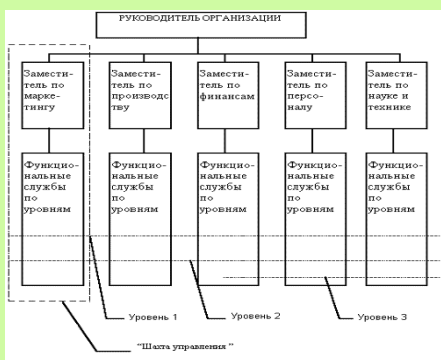 РУКОВОДИТЕЛЬ ОРГАНИЗАЦИИ
Замести-
тель по
марке-
тингу
Замести-
тель по
производс
тву
Замести-
тель по
финансам
Замести-
тель по
персо-
налу
Замести-
тель по
науке и
технике
Функцио-
нальные
службы
по
уровням
Функцио-
нальные
службы
по
уровням
Функцио-
нальные
службы
по
уровням
Функцио-
нальные
службы
по
уровням
Функцио-
нальные
службы
по
уровням
Уровень 1
Уровень 2
Уровень 3
"Шахта управления "